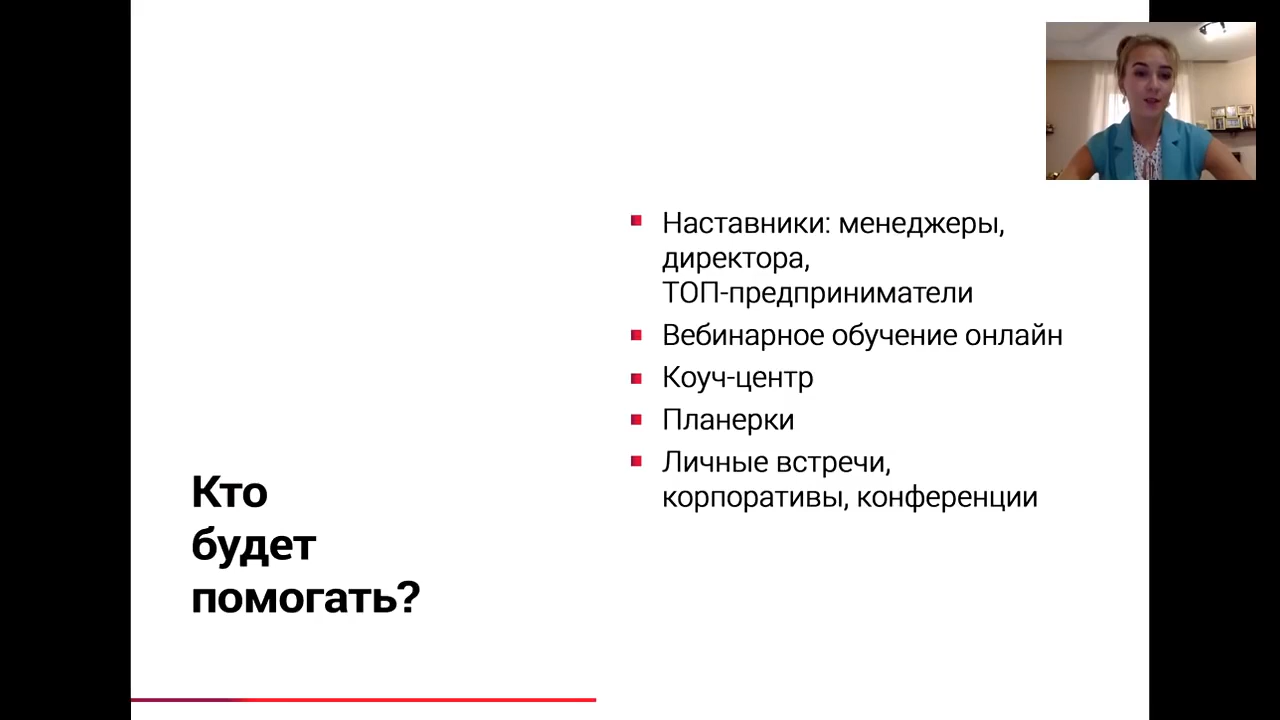 Кто
будет
помогать?
Наставники: менеджеры,
директора,
ТОП-предприниматели
Вебинарное обучение онлайн
Коуч-центр
Планерки
Личные встречи,
корпоративы, конференции